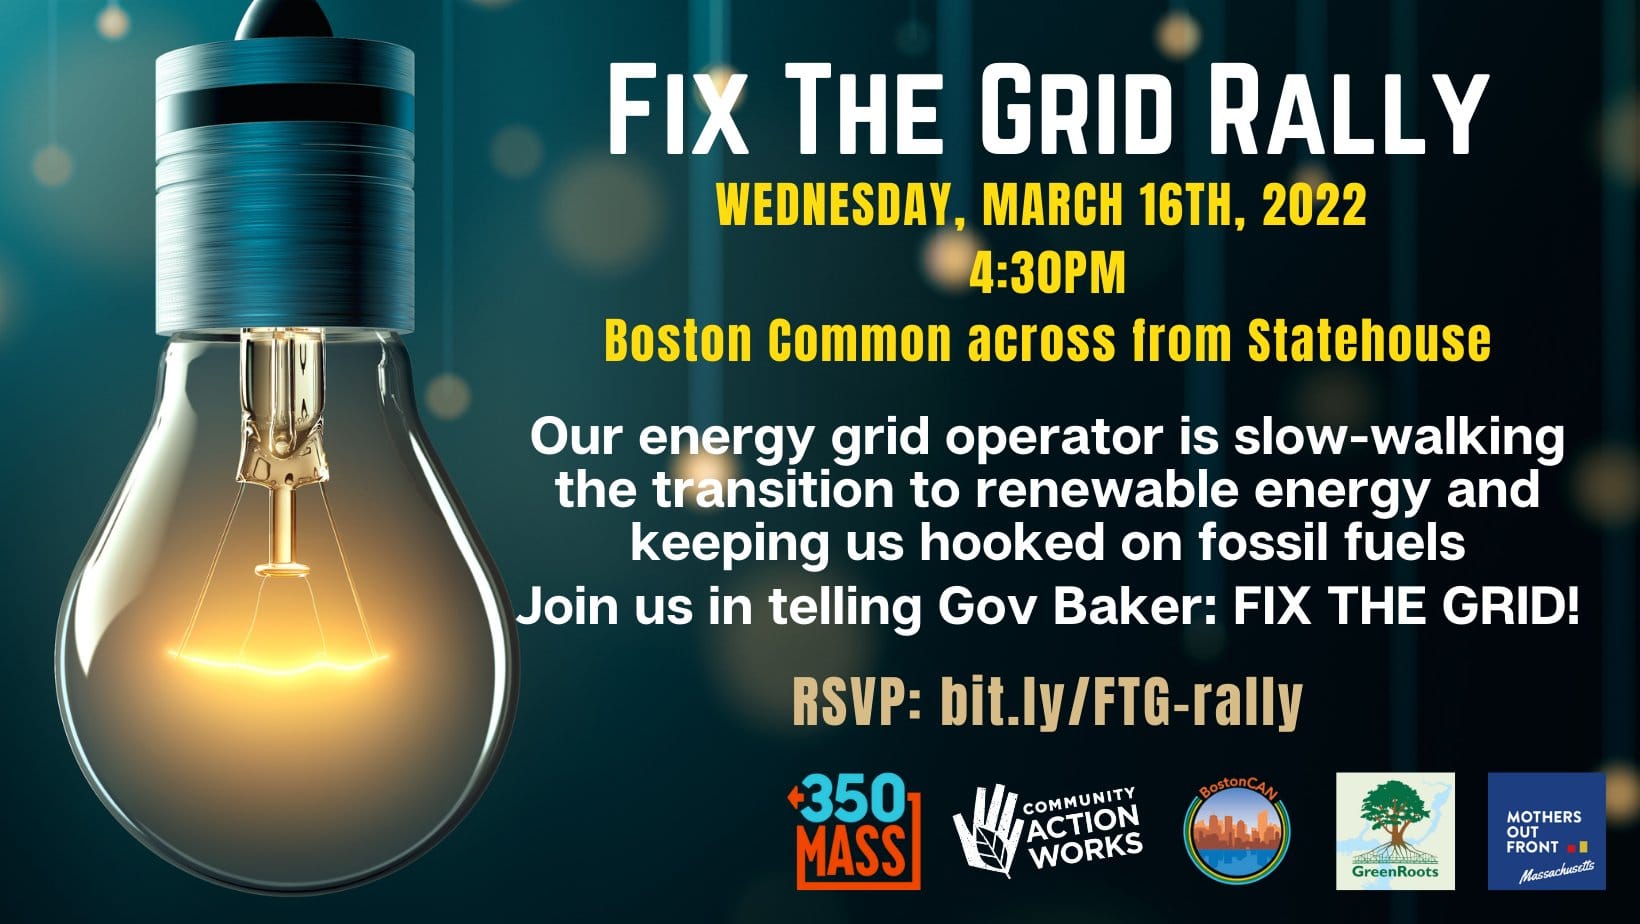 Fix The Grid Rally
WEDNESDAY, MARCH 16TH, 2022
4:30PM
Boston Common across from Statehouse
Our energy grid operator is slow-walking
the transition to renewable energy and
keeping us hooked on fossil fuels
Join us in telling Gov Baker: FIX THE GRID!
RSVP: bit.ly/FTG-rally
350
MASS
COMMUNITY
ACTION
WORKS
BostonCAN
GreenRoots
MOTHERS
OUT
FRONT
Massachusetts